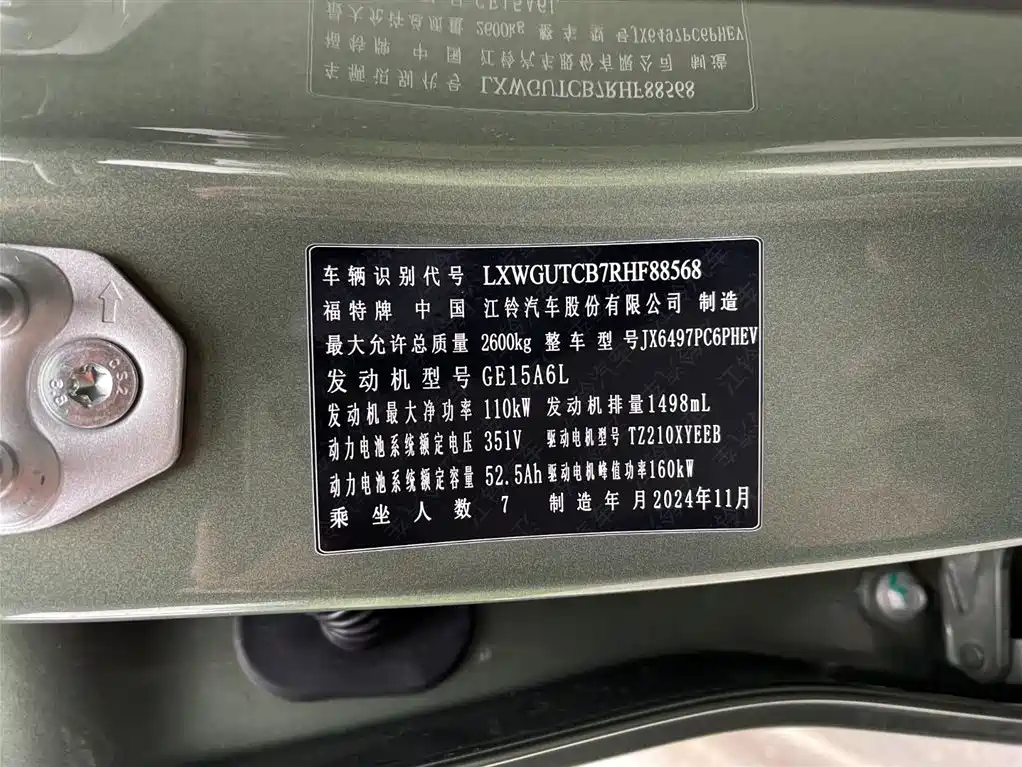 车辆识别代号 LXWGUTCB7RHF88568
福特牌 中国 江铃汽车股份有限公司 制造
最大允许总质量 2600kg 整车型号JX6497PC6PHEV
发动机型号 GE15A6L
发动机最大净功率 110kW 发动机排量1498mL
动力电池系统额定电压 351V 驱动电机型号 TZ210XYEEB
动力电池系统额定容量 52.5Ah 驱动电机峰值功率160kW
乘坐人数 7 制造年月2024年11月